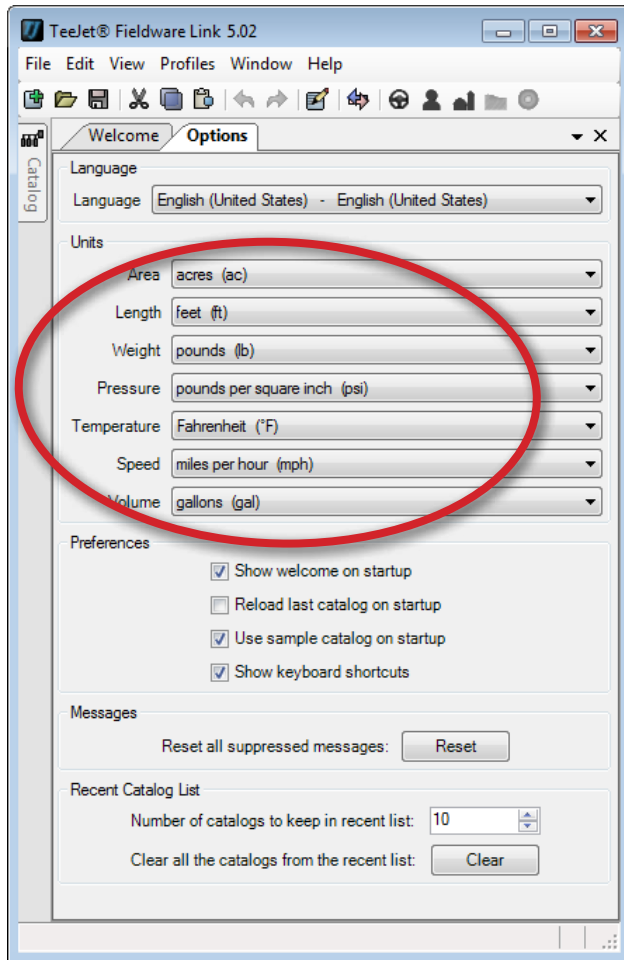 TeeJet® Fieldware Link 5.02
File Edit View Profiles Window Help
Catalog
Welcome Options
Language
Language English (United States) - English (United States)
Units
Area acres (ac)
Length feet (ft)
Weight pounds (lb)
Pressure pounds per square inch (psi)
Temperature Fahrenheit (°F)
Speed miles per hour (mph)
Volume gallons (gal)
Preferences
Show welcome on startup
Reload last catalog on startup
Use sample catalog on startup
Show keyboard shortcuts
Messages
Reset all suppressed messages: Reset
Recent Catalog List
Number of catalogs to keep in recent list: 10
Clear all the catalogs from the recent list: Clear